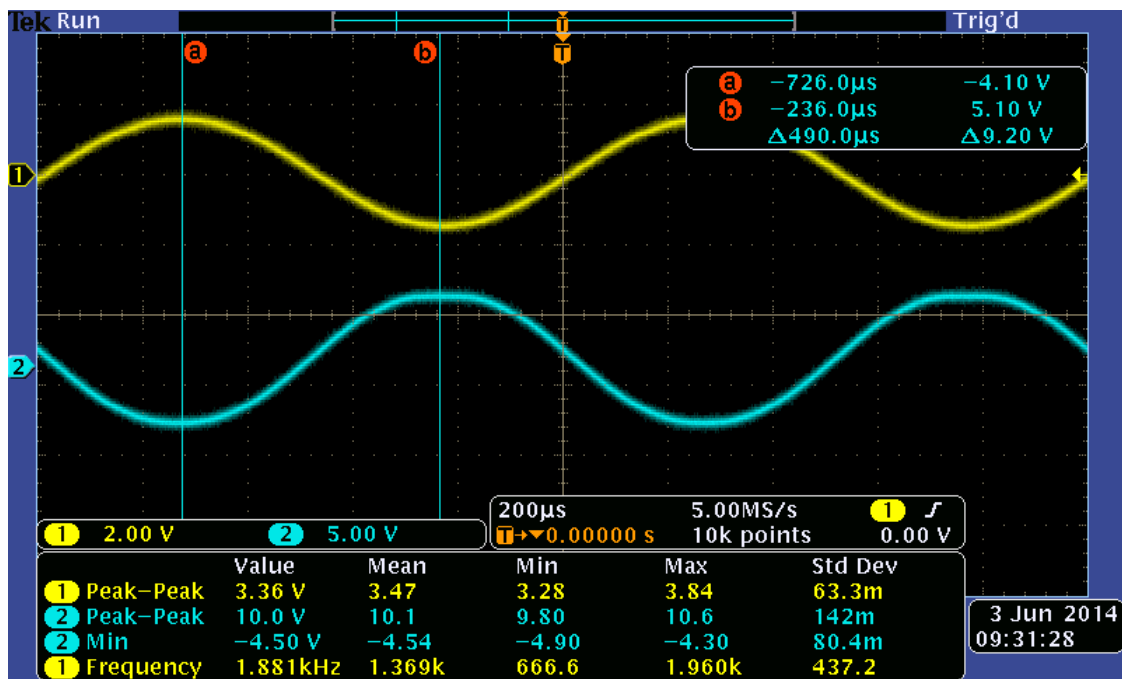 Tek Run Trig'd
T
a b T
a −726.0µs −4.10 V
b −236.0µs 5.10 V
△490.0µs △9.20 V
1
2
1 2.00 V 2 5.00 V
200µs 5.00MS/s 1
T→▼0.00000 s 10k points 0.00 V
Value Mean Min Max Std Dev
1 Peak−Peak 3.36 V 3.47 3.28 3.84 63.3m
2 Peak−Peak 10.0 V 10.1 9.80 10.6 142m
2 Min −4.50 V −4.54 −4.90 −4.30 80.4m
1 Frequency 1.881kHz 1.369k 666.6 1.960k 437.2
3 Jun 2014
09:31:28